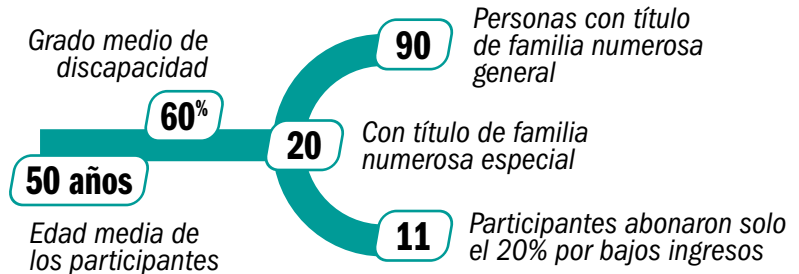 Grado medio de
discapacidad
60%
50 años
Edad media de
los participantes
90
Personas con título
de familia numerosa
general
20
Con título de familia
numerosa especial
11
Participantes abonaron solo
el 20% por bajos ingresos